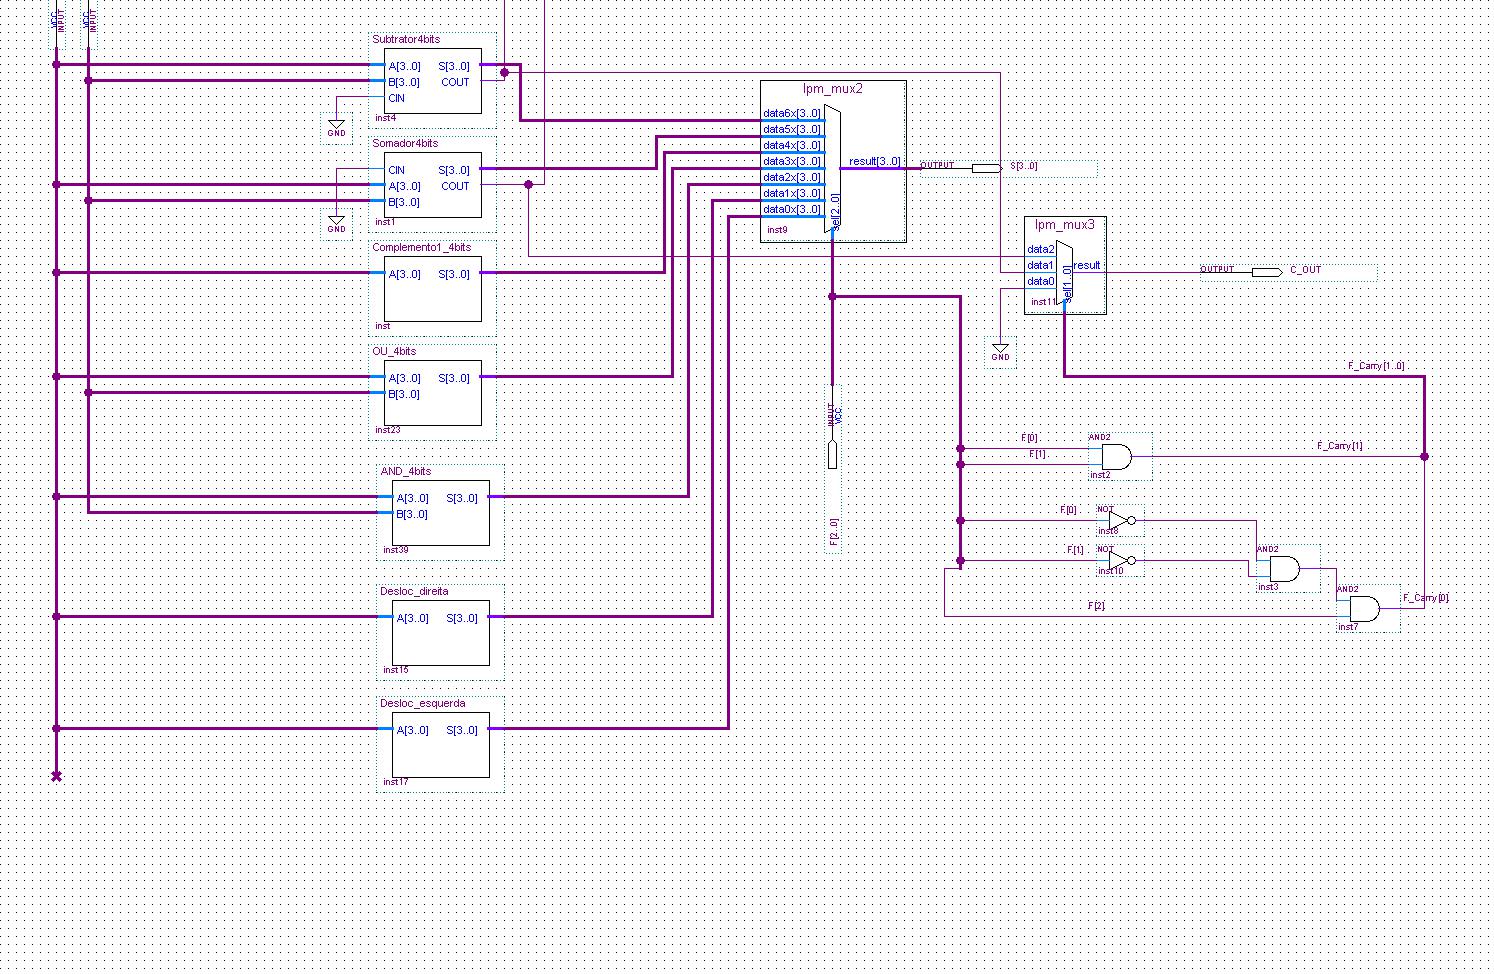 VCC
INPUT
VCC
INPUT
Subtrator4bits
A[3..0] S[3..0]
B[3..0] COUT
CIN
inst4
GND
Somador4bits
CIN S[3..0]
A[3..0] COUT
B[3..0]
inst1
GND
Complemento1_4bits
A[3..0] S[3..0]
inst
OU_4bits
A[3..0] S[3..0]
B[3..0]
inst23
AND_4bits
A[3..0] S[3..0]
B[3..0]
inst39
Desloc_direita
A[3..0] S[3..0]
inst15
Desloc_esquerda
A[3..0] S[3..0]
inst17
lpm_mux2
data6x[3..0]
data5x[3..0]
data4x[3..0]
data3x[3..0] result[3..0]
data2x[3..0]
data1x[3..0]
data0x[3..0]
sel[2..0]
inst9
OUTPUT S[3..0]
lpm_mux3
data2
data1 result
data0
sel[1..0]
inst11
OUTPUT C_OUT
GND
INPUT
VCC
F[2..0]
F_Carry[1..0]
F[0]
F[1]
AND2
inst2
F_Carry[1]
F[0]
NOT
inst8
F[1]
NOT
inst10
AND2
inst3
F[2]
AND2
inst7
F_Carry[0]